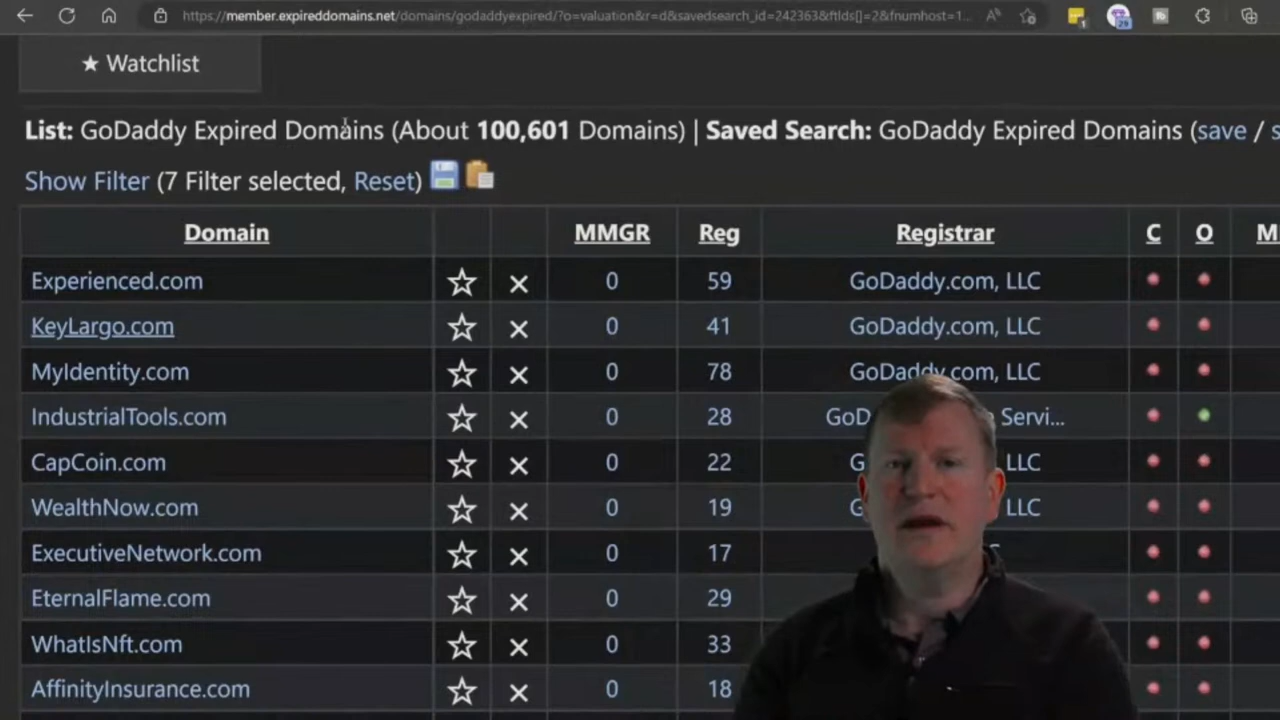 https://member.expireddomains.net/domains/godaddyexpired/?o=valuation&r=d&savedsearch_id=242363&ftlds[]=2&fnumhost=1...
A
1
29
★ Watchlist
List: GoDaddy Expired Domains (About 100,601 Domains) | Saved Search: GoDaddy Expired Domains (save / s
Show Filter (7 Filter selected, Reset)
Domain MMGR Reg Registrar C O M
Experienced.com 0 59 GoDaddy.com, LLC
KeyLargo.com 0 41 GoDaddy.com, LLC
MyIdentity.com 0 78 GoDaddy.com, LLC
IndustrialTools.com 0 28 GoD Servi...
CapCoin.com 0 22 G LLC
WealthNow.com 0 19 G LLC
ExecutiveNetwork.com 0 17
EternalFlame.com 0 29
WhatIsNft.com 0 33
AffinityInsurance.com 0 18